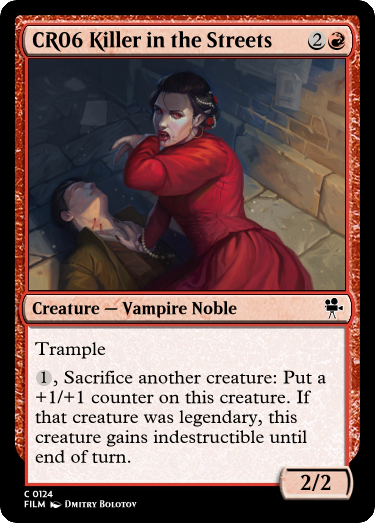 CR06 Killer in the Streets 2
Creature — Vampire Noble
Trample
1, Sacrifice another creature: Put a
+1/+1 counter on this creature. If
that creature was legendary, this
creature gains indestructible until
end of turn.
2/2
C 0124
FILM Dmitry Bolotov